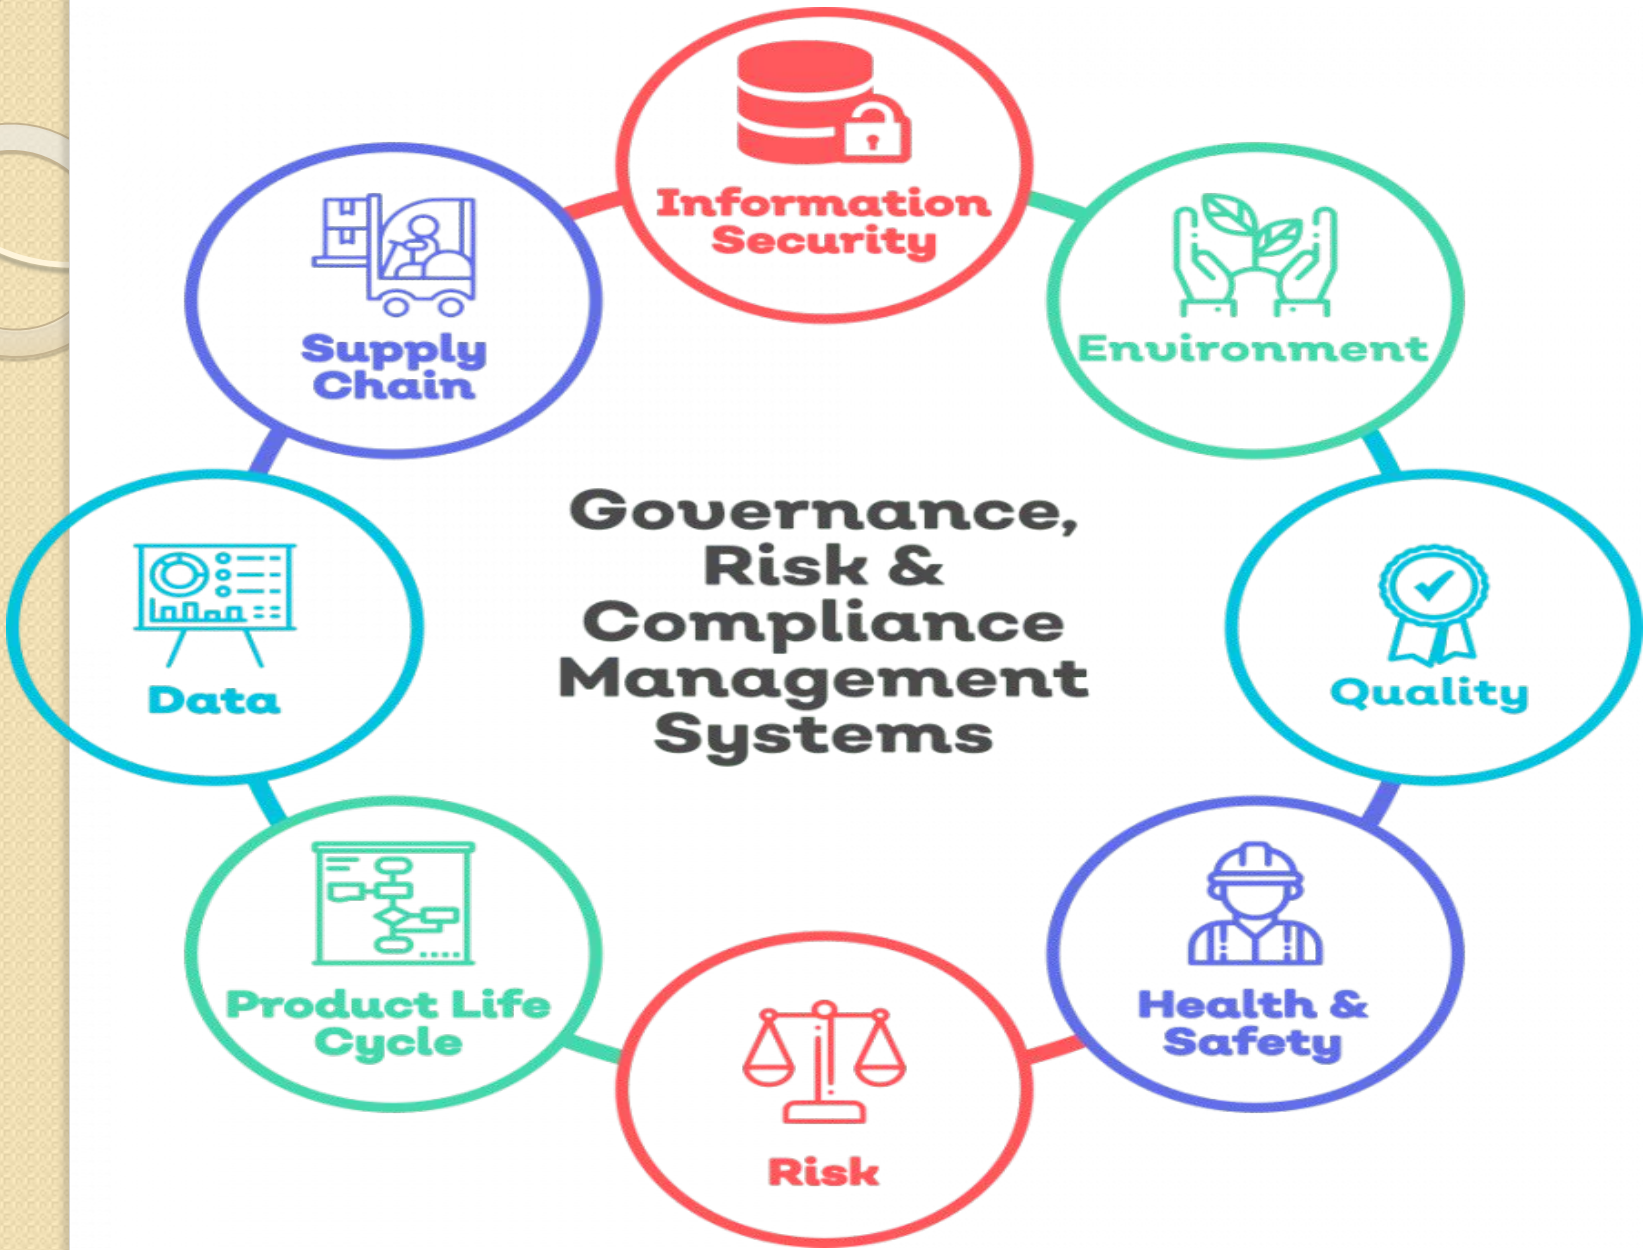 Information
Security
Environment
Quality
Health &
Safety
Risk
Product Life
Cycle
Data
Supply
Chain
Governance,
Risk &
Compliance
Management
Systems